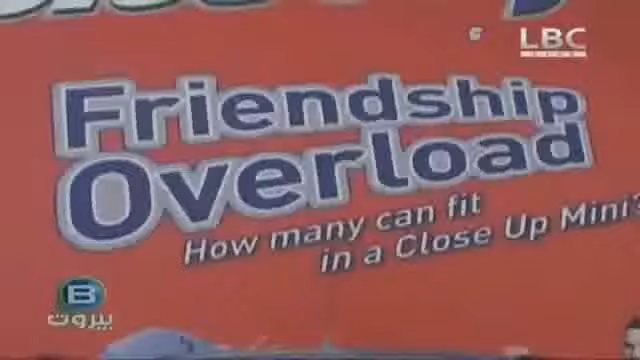 LBC
Friendship
Overload
How many can fit
in a Close Up Mini?
B
بيروت